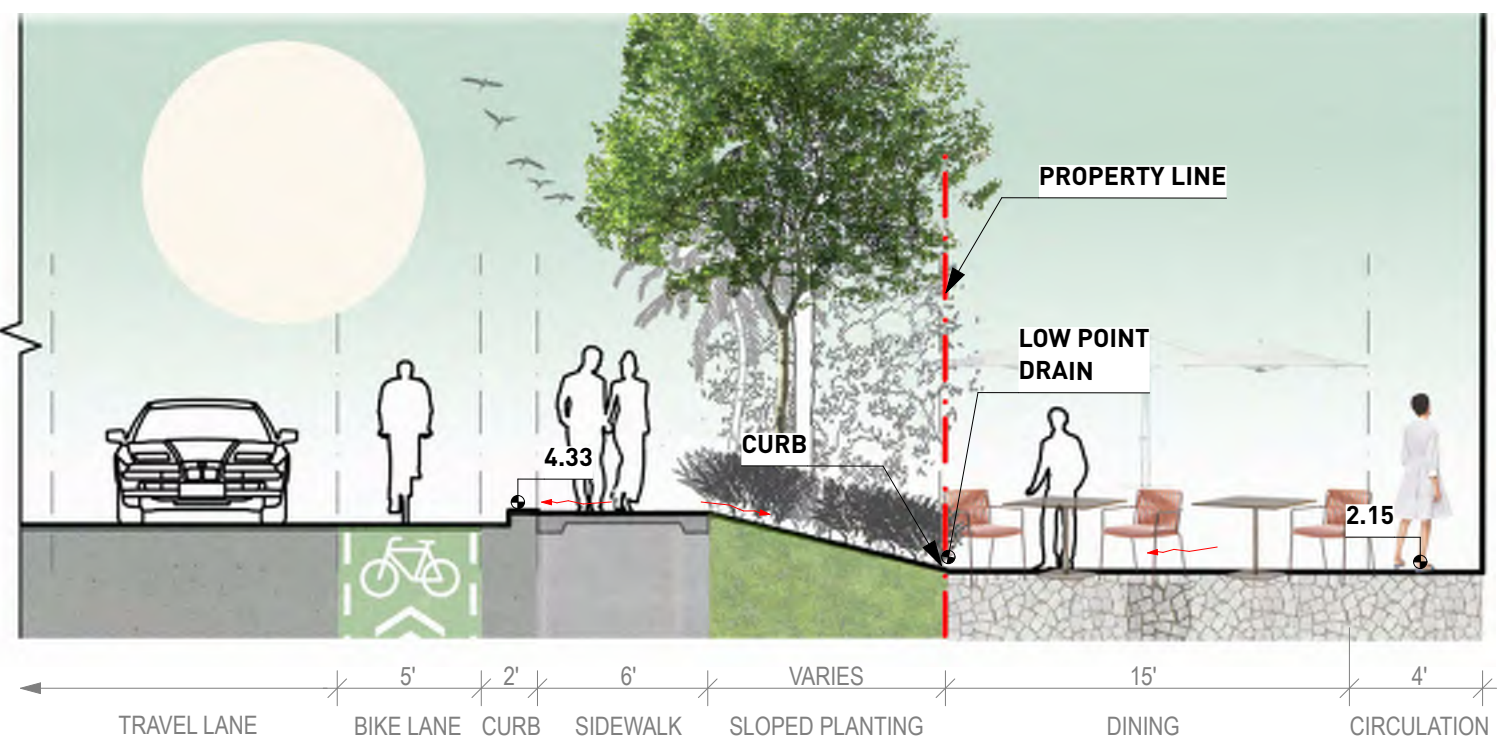 PROPERTY LINE
LOW POINT
DRAIN
CURB
4.33
2.15
5'
2'
6'
VARIES
15'
4'
TRAVEL LANE
BIKE LANE
CURB
SIDEWALK
SLOPED PLANTING
DINING
CIRCULATION